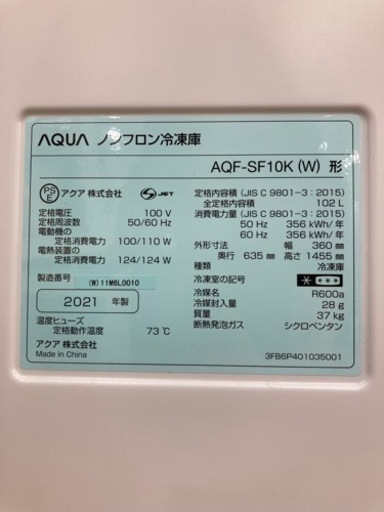 AQUA ノンフロン冷凍庫
AQF-SF10K (W) 形
PS E アクア 株式会社 S JET
定格電圧 100 V
定格周波数 50/60 Hz
電動機の
定格消費電力 100/110 W
電熱装置の
定格消費電力 124/124 W
製造番号 (W) 11M6L0010
2021 年製
温度ヒューズ
定格動作温度 73℃
アクア 株式会社
Made in China
定格内容積 (JIS C 9801-3 : 2015)
全定格内容積 102 L
消費電力量 (JIS C 9801-3 : 2015)
50 Hz 356 kWh/年
60 Hz 356 kWh/年
外形寸法 幅 360 mm
奥行 635 mm 高さ 1455 mm
種類 冷凍庫
冷凍室の記号
冷媒名 R600a
冷媒封入量 28 g
質量 37 kg
断熱発泡ガス シクロペンタン
3FB6P401035001